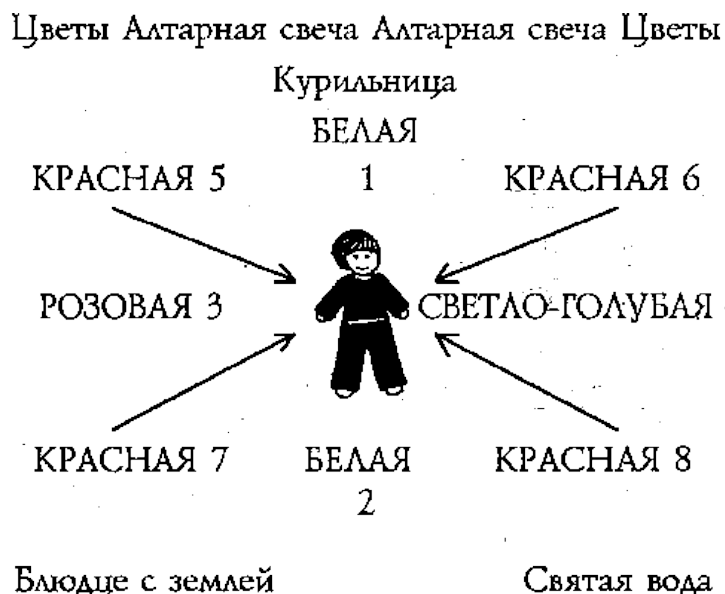 Цветы Алтарная свеча Алтарная свеча Цветы
Курильница
БЕЛАЯ
КРАСНАЯ 5 1 КРАСНАЯ 6
РОЗОВАЯ 3 СВЕТЛО-ГОЛУБАЯ
КРАСНАЯ 7 БЕЛАЯ КРАСНАЯ 8
2
Блюдце с землей Святая вода